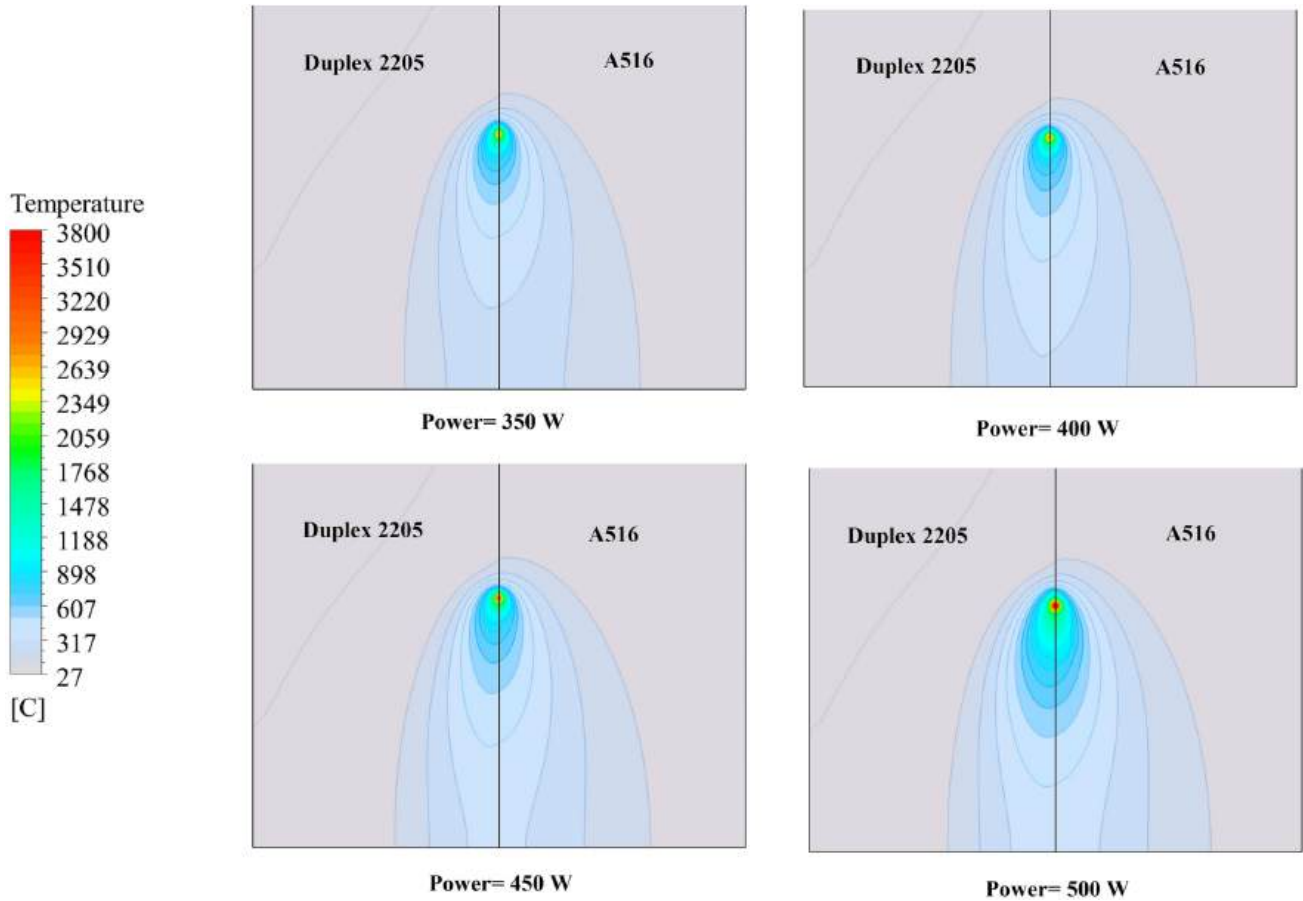 Duplex 2205
A516
Duplex 2205
A516
Temperature
3800
3510
3220
2929
2639
2349
2059
1768
1478
1188
898
607
317
27
[C]
Power= 350 W
Power= 400 W
Duplex 2205
A516
Duplex 2205
A516
Power= 450 W
Power= 500 W